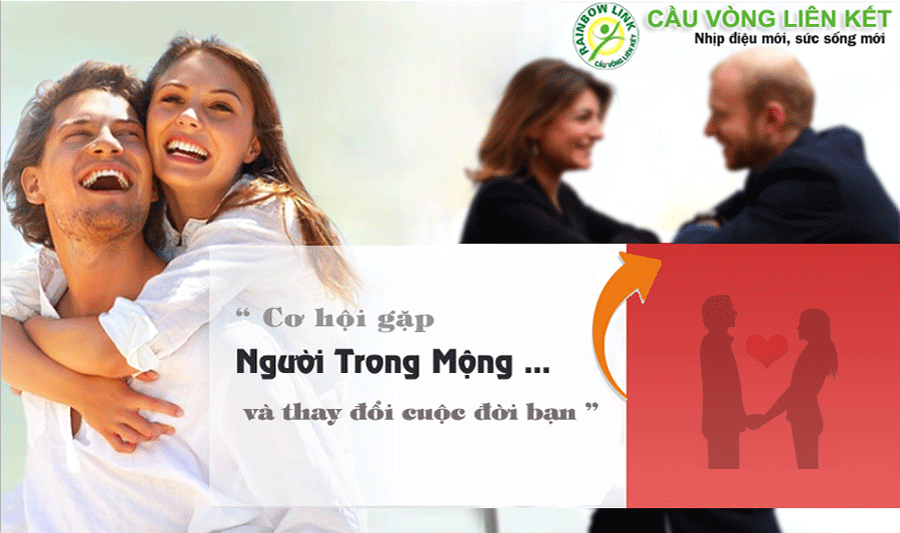 RAINBOW LINK
CẦU VÒNG LIÊN KẾT
CẦU VÒNG LIÊN KẾT
Nhịp điệu mới, sức sống mới
“ Cơ hội gặp
Người Trong Mộng ...
và thay đổi cuộc đời bạn ”